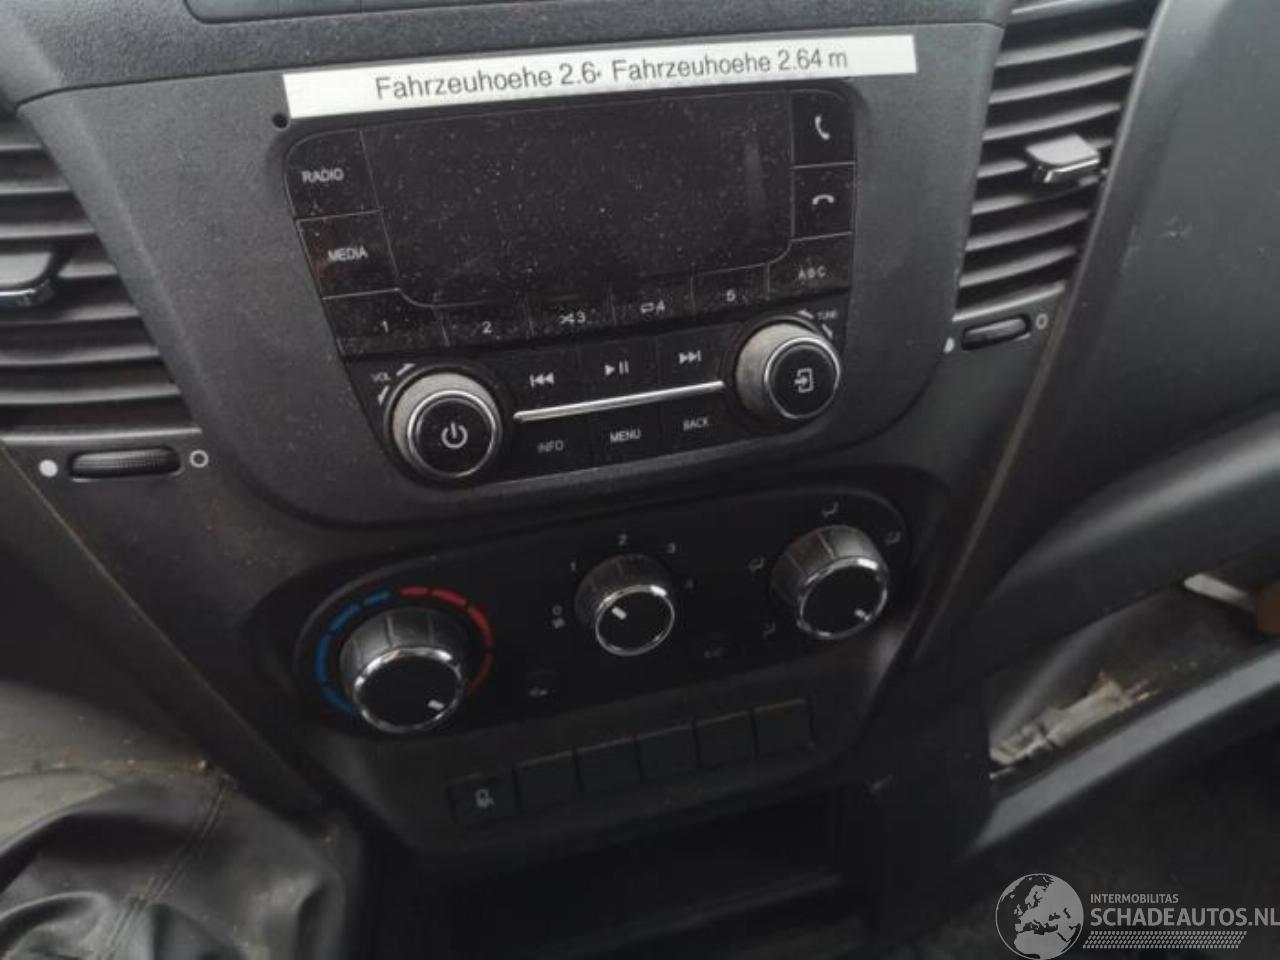 Fahrzeuhoehe 2.6 Fahrzeuhoehe 2.64 m
RADIO
MEDIA
ABC
1 2 3 4 5
VOL TUNE
INFO MENU BACK
0 1 2 3 4
INTERMOBILITAS
SCHADEAUTOS.NL